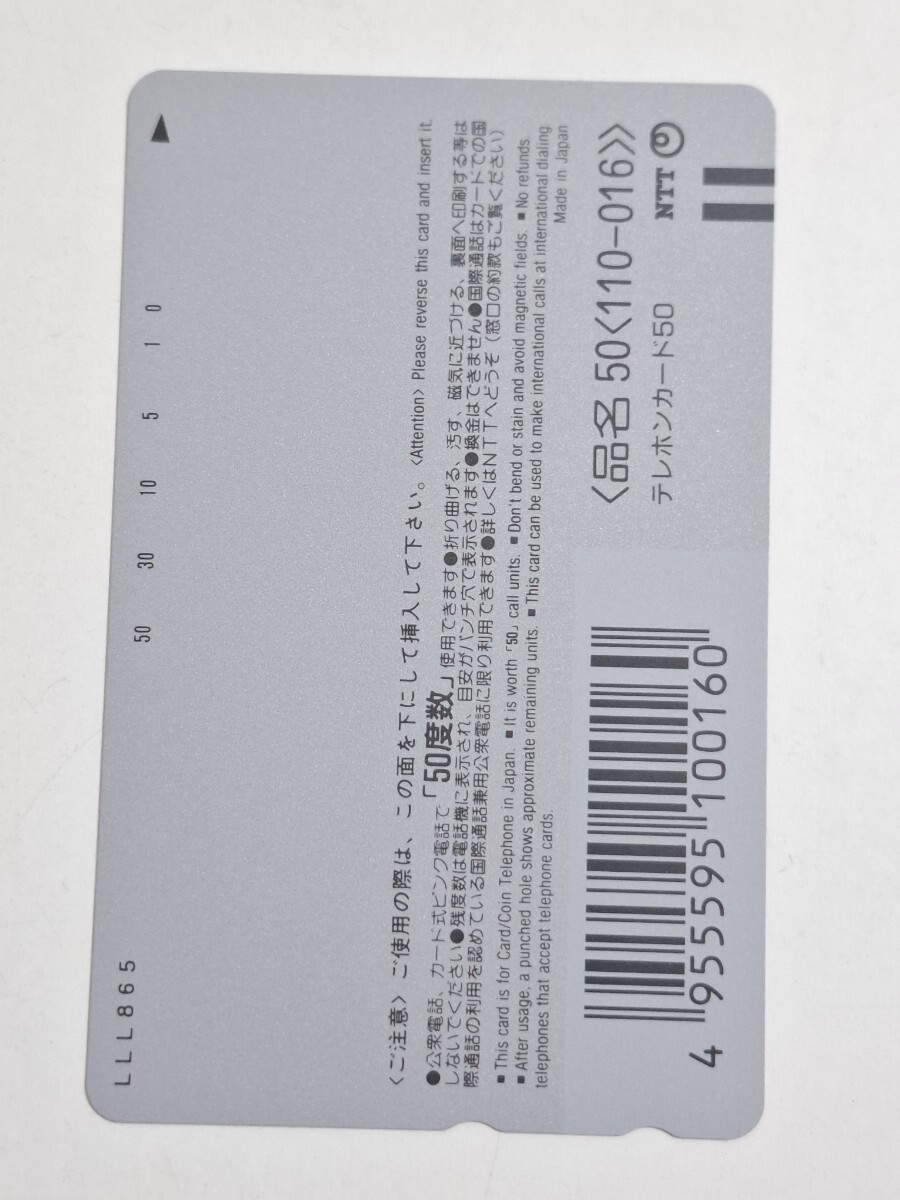 LLL865
50 30 10 5 1 0
〈ご注意〉ご使用の際は、この面を下にして挿入して下さい。〈Attention〉Please reverse this card and insert it.
●公衆電話、カード式ピンク電話で「50度数」使用できます●折り曲げる、汚す、磁気に近づける、裏面へ印刷する等は
しないでください●残度数は電話機に表示され、目安がパンチ穴で表示されます●換金はできません●国際通話はカードでの国
際通話の利用を認めている国際通話兼用公衆電話に限り利用できます●詳しくはNTTへどうぞ（窓口の約款もご覧ください）
■This card is for Card/Coin Telephone in Japan. ■It is worth「50」call units. ■Don't bend or stain and avoid magnetic fields. ■No refunds.
■After usage, a punched hole shows approximate remaining units. ■This card can be used to make international calls at international dialing
telephones that accept telephone cards.
Made in Japan
〈品名 50〈110-016〉〉
テレホンカード50
NTT
4 955595 100160